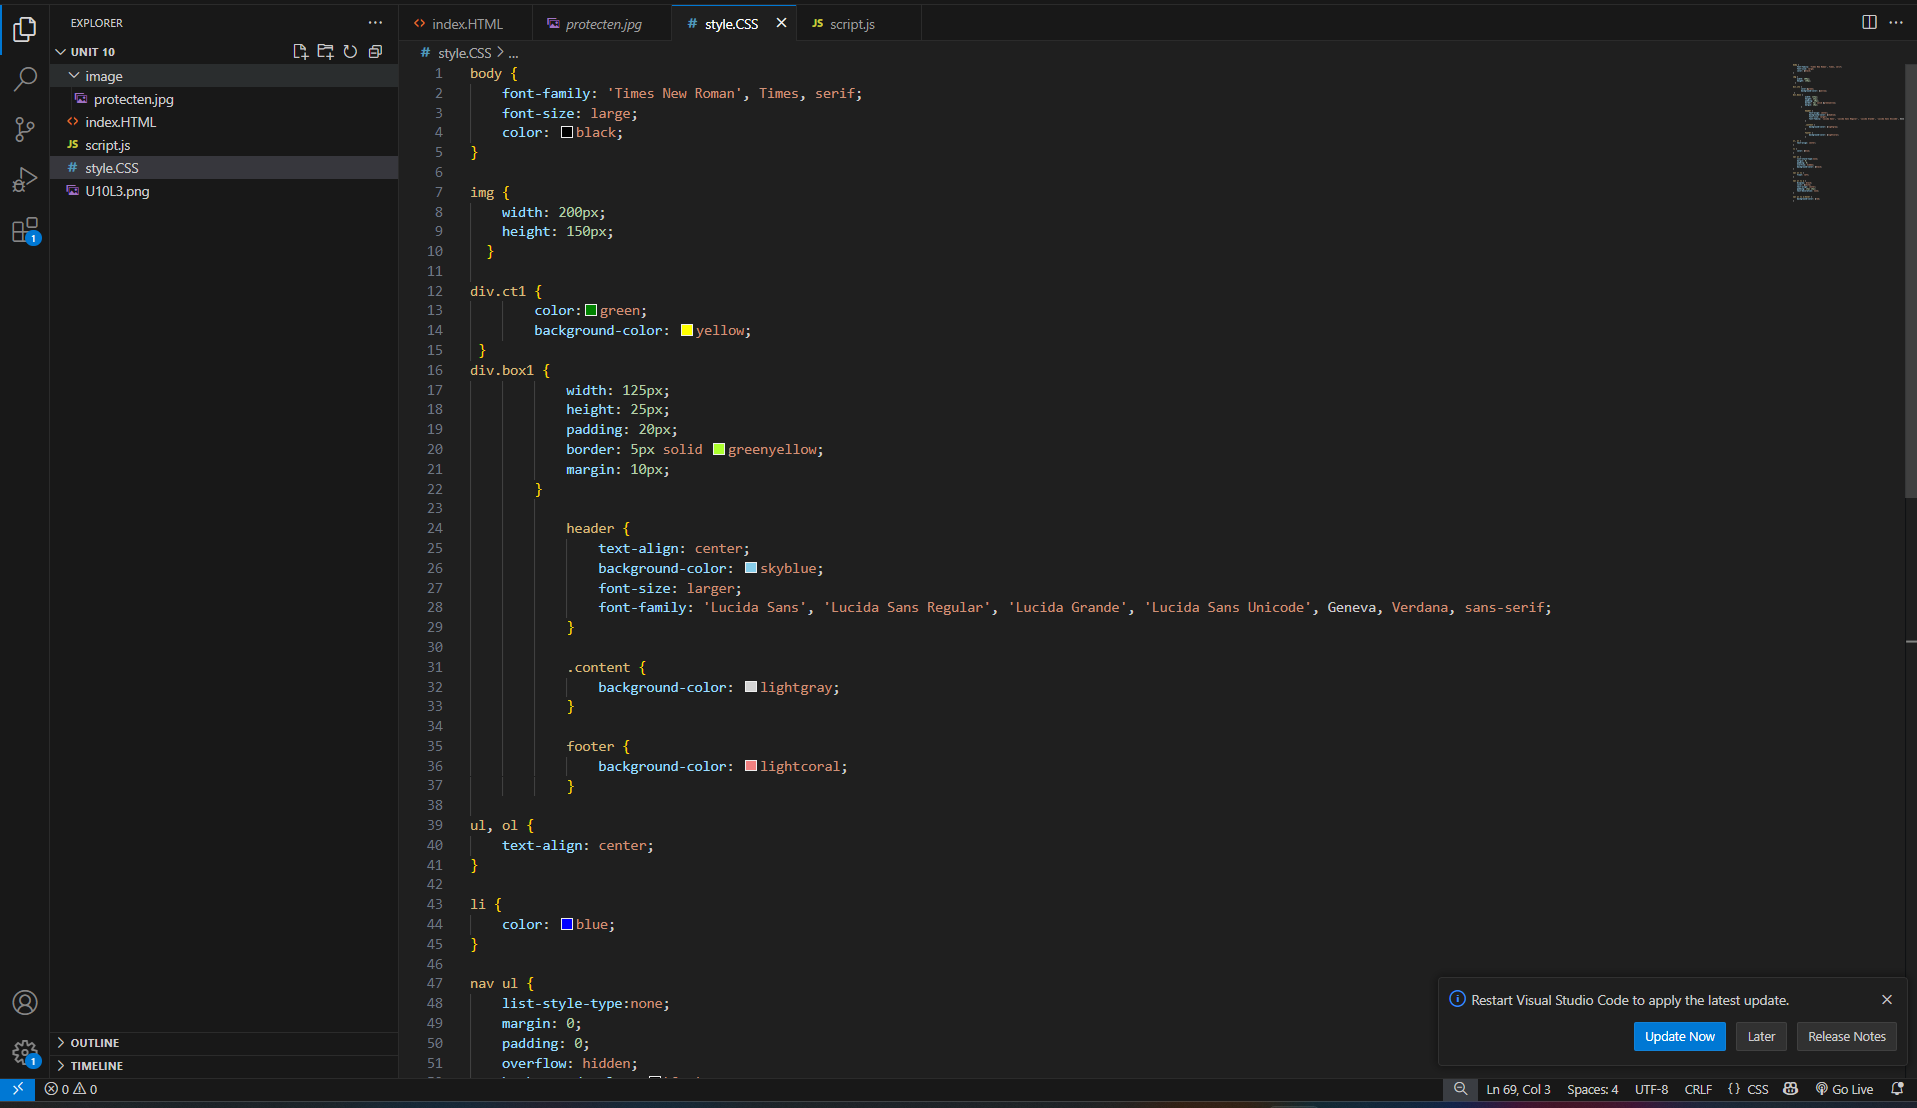 EXPLORER
UNIT 10
image
protecten.jpg
index.HTML
JS script.js
# style.CSS
U10L3.png
OUTLINE
TIMELINE
index.HTML
protecten.jpg
# style.CSS
JS script.js
# style.CSS > ...
1 body {
2 font-family: 'Times New Roman', Times, serif;
3 font-size: large;
4 color: black;
5 }
6
7 img {
8 width: 200px;
9 height: 150px;
10 }
11
12 div.ct1 {
13 color:green;
14 background-color: yellow;
15 }
16 div.box1 {
17 width: 125px;
18 height: 25px;
19 padding: 20px;
20 border: 5px solid greenyellow;
21 margin: 10px;
22 }
23
24 header {
25 text-align: center;
26 background-color: skyblue;
27 font-size: larger;
28 font-family: 'Lucida Sans', 'Lucida Sans Regular', 'Lucida Grande', 'Lucida Sans Unicode', Geneva, Verdana, sans-serif;
29 }
30
31 .content {
32 background-color: lightgray;
33 }
34
35 footer {
36 background-color: lightcoral;
37 }
38
39 ul, ol {
40 text-align: center;
41 }
42
43 li {
44 color: blue;
45 }
46
47 nav ul {
48 list-style-type:none;
49 margin: 0;
50 padding: 0;
51 overflow: hidden;
Restart Visual Studio Code to apply the latest update.
Update Now
Later
Release Notes
1
1
0 0
Ln 69, Col 3
Spaces: 4
UTF-8
CRLF
{ } CSS
Go Live